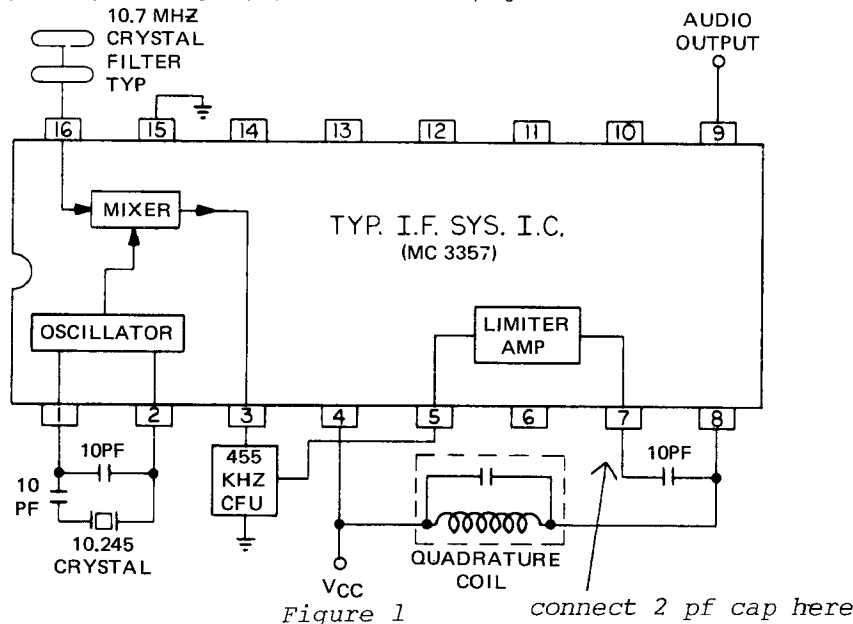 10.7 MHZ
CRYSTAL
FILTER
TYP
AUDIO
OUTPUT
16 15 14 13 12 11 10 9
MIXER
TYP. I.F. SYS. I.C.
(MC 3357)
OSCILLATOR
LIMITER
AMP
1 2 3 4 5 6 7 8
10PF
10
PF
10.245
CRYSTAL
455
KHZ
CFU
VCC
QUADRATURE
COIL
10PF
Figure 1
connect 2 pf cap here